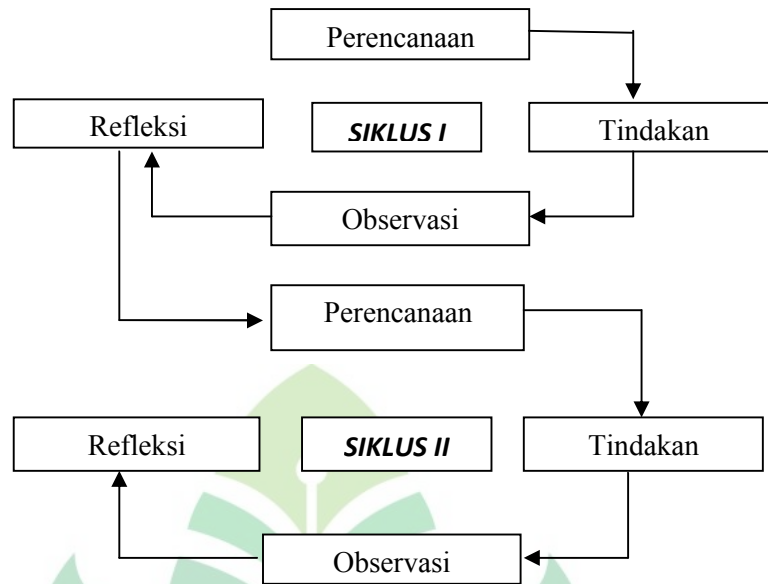 Perencanaan
Refleksi
SIKLUS I
Tindakan
Observasi
Perencanaan
Refleksi
SIKLUS II
Tindakan
Observasi